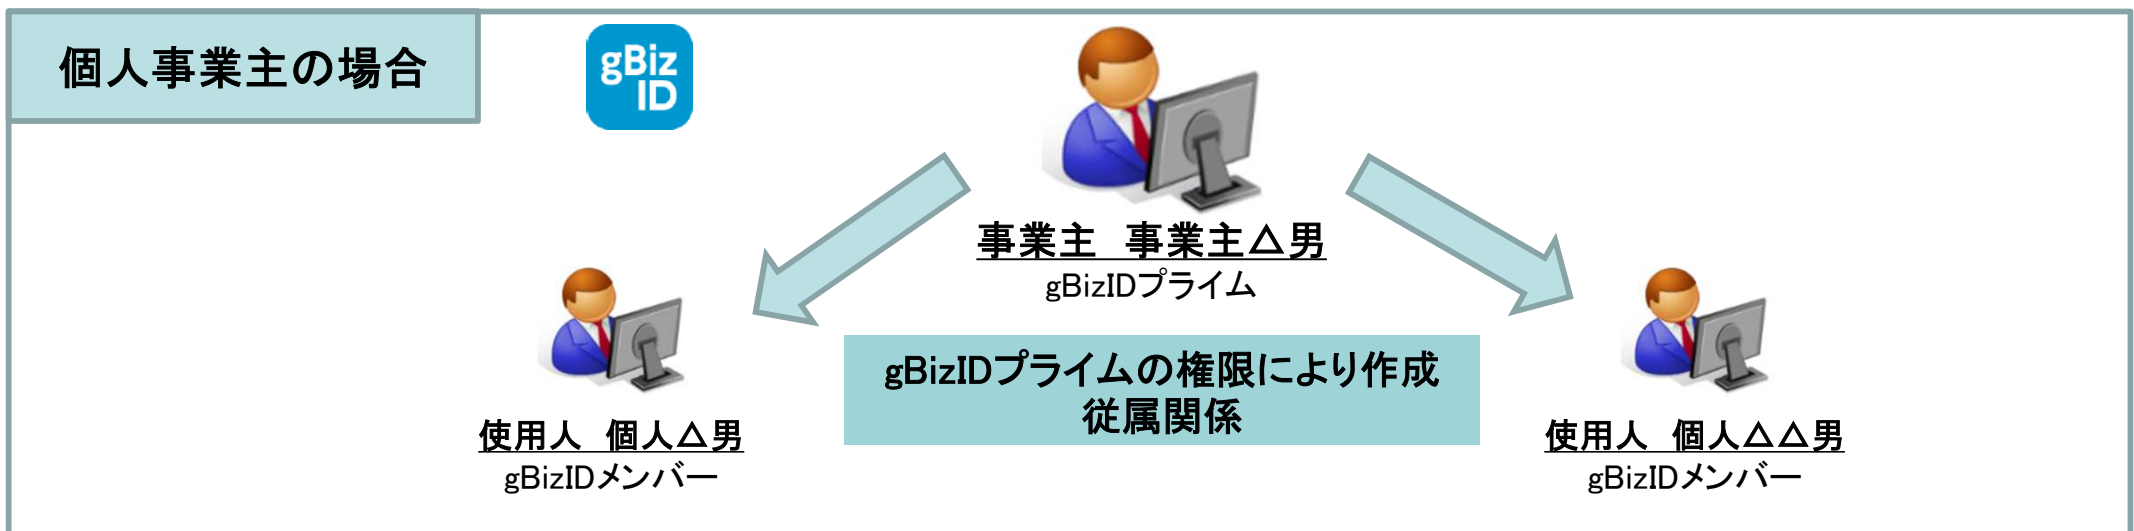 個人事業主の場合
gBiz
ID
事業主　事業主△男
gBizIDプライム
gBizIDプライムの権限により作成
従属関係
使用人　個人△男
gBizIDメンバー
使用人　個人△△男
gBizIDメンバー